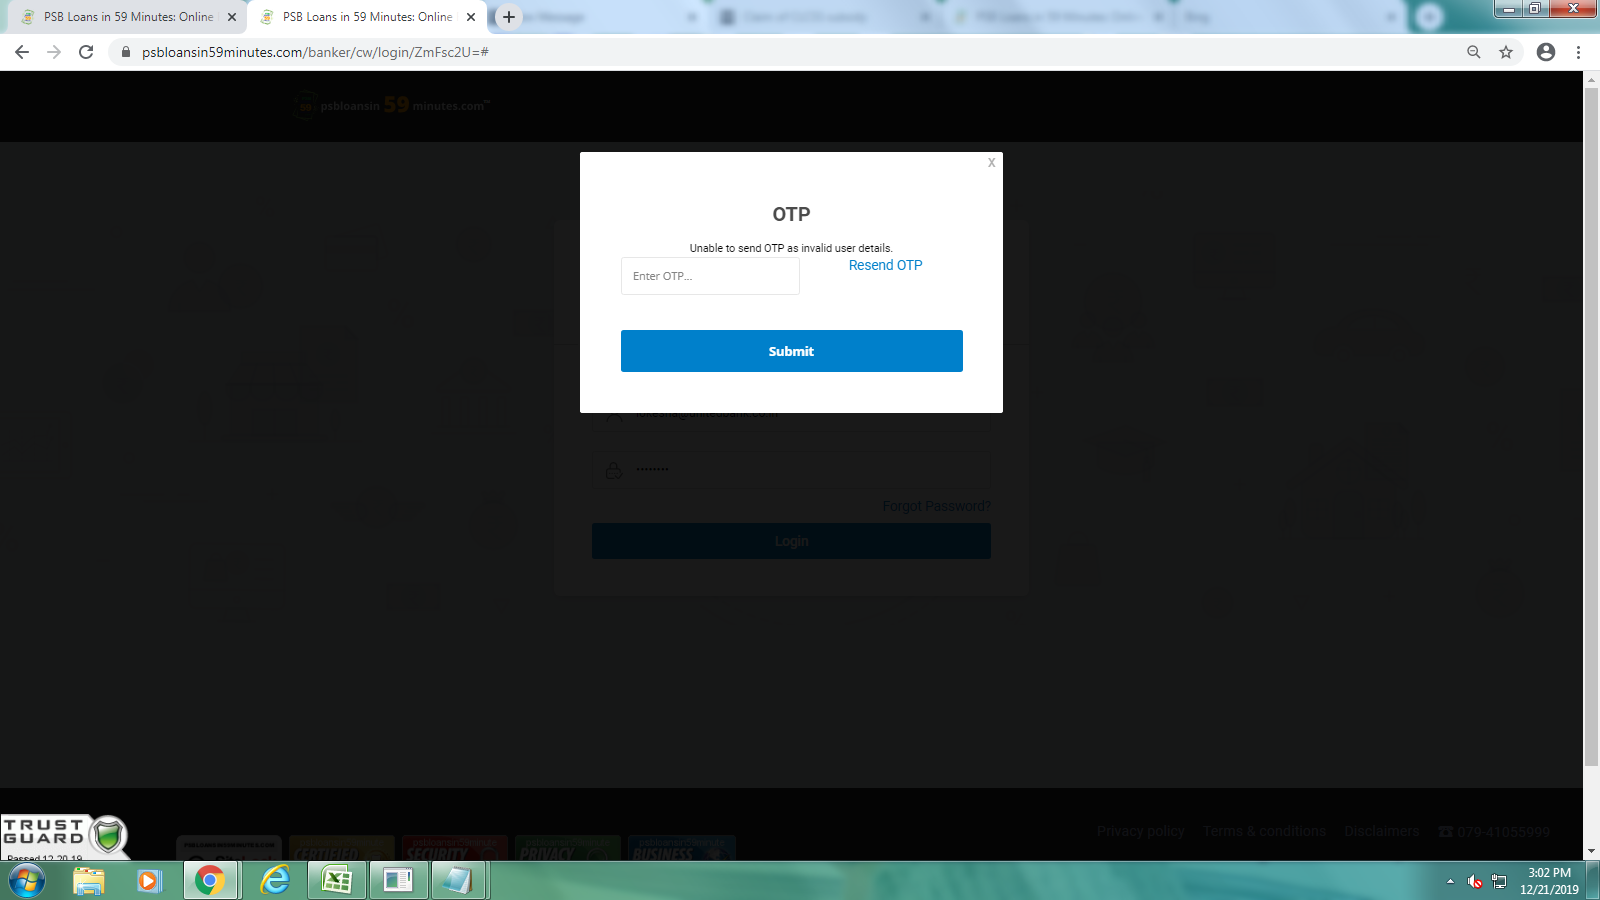 PSB Loans in 59 Minutes: Online
PSB Loans in 59 Minutes: Online
psbloansin59minutes.com/banker/cw/login/ZmFsc2U=#
psbloansin 59 minutes.com
X
OTP
Unable to send OTP as invalid user details.
Enter OTP...
Resend OTP
Submit
••••••••
Forgot Password?
Login
Privacy policy
Terms & conditions
Disclaimers
079-41055999
TRUST
GUARD
Passed 12-20-19
CERTIFIED
SECURITY
PRIVACY
BUSINESS
3:02 PM
12/21/2019